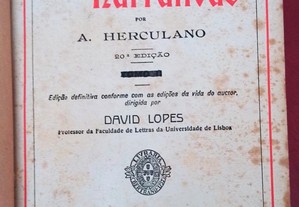 Narrativas
POR
A. HERCULANO
20.ª EDIÇÃO
Edição definitiva conforme com as edições da vida do auctor,
dirigida por
DAVID LOPES
Professor da Faculdade de Letras da Universidade de Lisboa